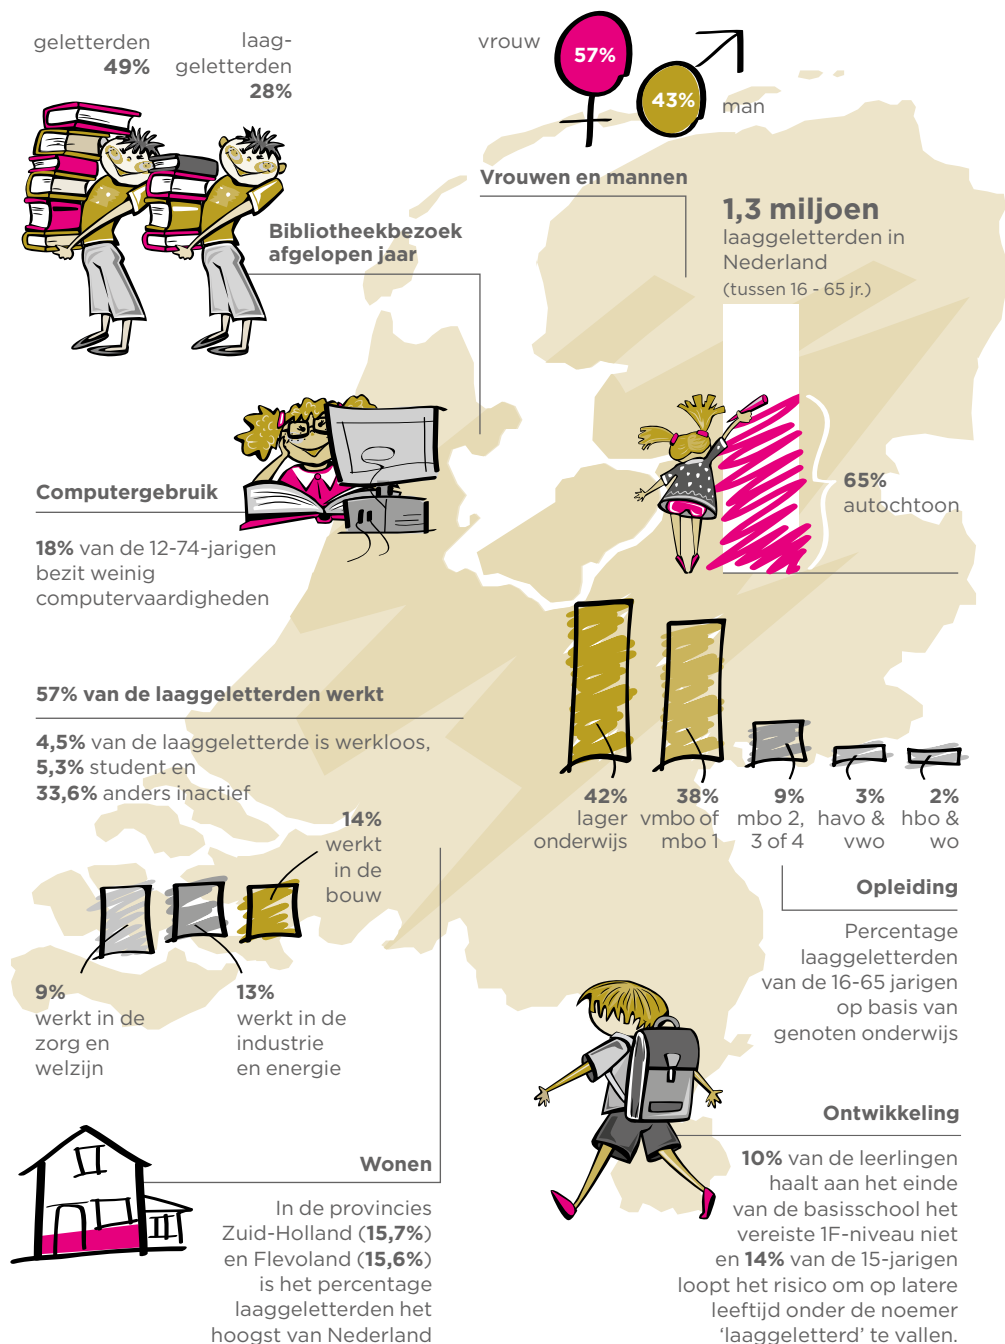 geletterden
49%
laag-
geletterden
28%
vrouw
57%
43%
man
Vrouwen en mannen
Bibliotheekbezoek
afgelopen jaar
1,3 miljoen
laaggeletterden in
Nederland
(tussen 16 - 65 jr.)
65%
autochtoon
Computergebruik
18% van de 12-74-jarigen
bezit weinig
computervaardigheden
57% van de laaggeletterden werkt
4,5% van de laaggeletterde is werkloos,
5,3% student en
33,6% anders inactief
14%
werkt
in de
bouw
9%
werkt in de
zorg en
welzijn
13%
werkt in de
industrie
en energie
42%
lager
onderwijs
38%
vmbo of
mbo 1
9%
mbo 2,
3 of 4
3%
havo &
vwo
2%
hbo &
wo
Opleiding
Percentage
laaggeletterden
van de 16-65 jarigen
op basis van
genoten onderwijs
Wonen
In de provincies
Zuid-Holland (15,7%)
en Flevoland (15,6%)
is het percentage
laaggeletterden het
hoogst van Nederland
Ontwikkeling
10% van de leerlingen
haalt aan het einde
van de basisschool het
vereiste 1F-niveau niet
en 14% van de 15-jarigen
loopt het risico om op latere
leeftijd onder de noemer
‘laaggeletterd’ te vallen.